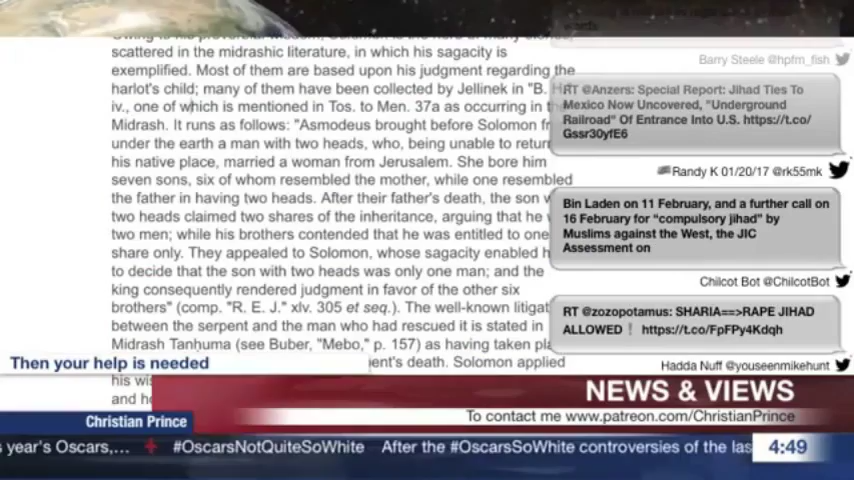 scattered in the midrashic literature, in which his sagacity is
exemplified. Most of them are based upon his judgment regarding the
harlot's child; many of them have been collected by Jellinek in "B.
iv., one of which is mentioned in Tos. to Men. 37a as occurring in the
Midrash. It runs as follows: "Asmodeus brought before Solomon
under the earth a man with two heads, who, being unable to return
his native place, married a woman from Jerusalem. She bore him
seven sons, six of whom resembled the mother, while one resembled
the father in having two heads. After their father's death, the son
two heads claimed two shares of the inheritance, arguing that he
two men; while his brothers contended that he was entitled to one
share only. They appealed to Solomon, whose sagacity enabled
to decide that the son with two heads was only one man; and the
king consequently rendered judgment in favor of the other six
brothers" (comp. "R. E. J." xlv. 305 et seq.). The well-known litigat
between the serpent and the man who had rescued it is stated in
Midrash Tanḥuma (see Buber, "Mebo," p. 157) as having taken pla
ent's death. Solomon applied
his wis
and
words
Barry Steele @hpfm_fish
RT @Anzers: Special Report: Jihad Ties To
Mexico Now Uncovered, "Underground
Railroad" Of Entrance Into U.S. https://t.co/
Gssr30yfE6
Randy K 01/20/17 @rk55mk
Bin Laden on 11 February, and a further call on
16 February for “compulsory jihad” by
Muslims against the West, the JIC
Assessment on
Chilcot Bot @ChilcotBot
RT @zozopotamus: SHARIA==>RAPE JIHAD
ALLOWED❕ https://t.co/FpFPy4Kdqh
Hadda Nuff @youseenmikehunt
Then your help is needed
NEWS & VIEWS
To contact me www.patreon.com/ChristianPrince
Christian Prince
s year's Oscars,... #OscarsNotQuiteSoWhite After the #OscarsSoWhite controversies of the las
4:49